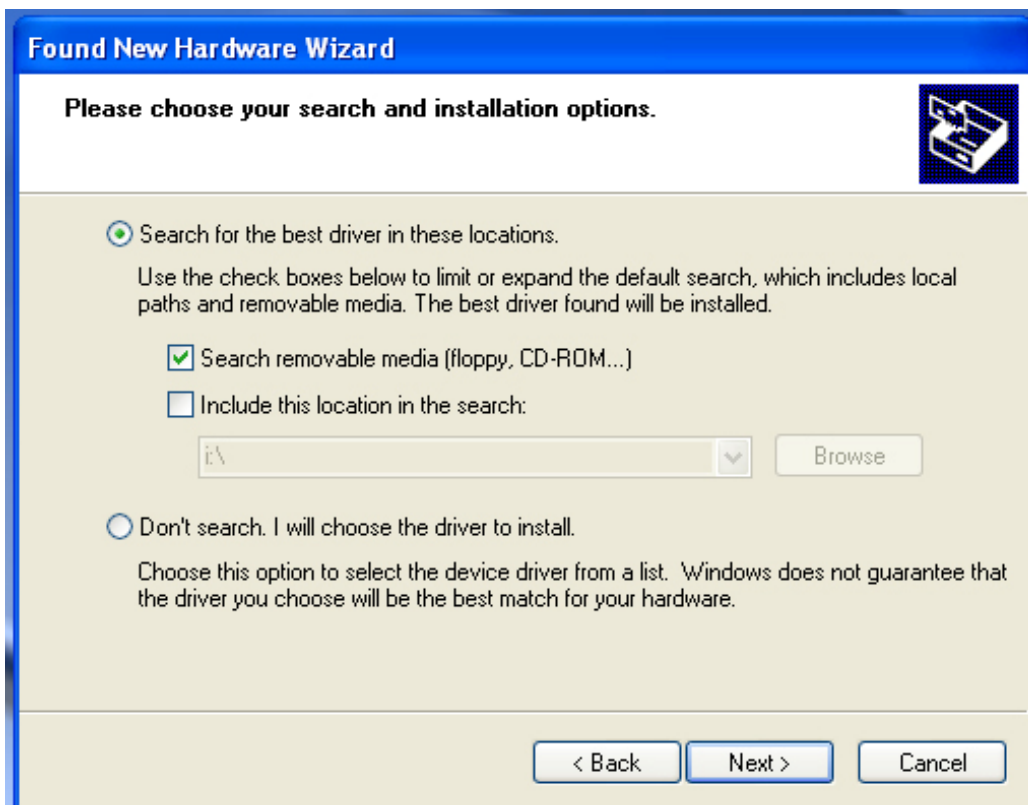 Found New Hardware Wizard
Please choose your search and installation options.
Search for the best driver in these locations.
Use the check boxes below to limit or expand the default search, which includes local
paths and removable media. The best driver found will be installed.
Search removable media (floppy, CD-ROM...)
Include this location in the search:
i:\
Browse
Don't search. I will choose the driver to install.
Choose this option to select the device driver from a list. Windows does not guarantee that
the driver you choose will be the best match for your hardware.
< Back
Next >
Cancel